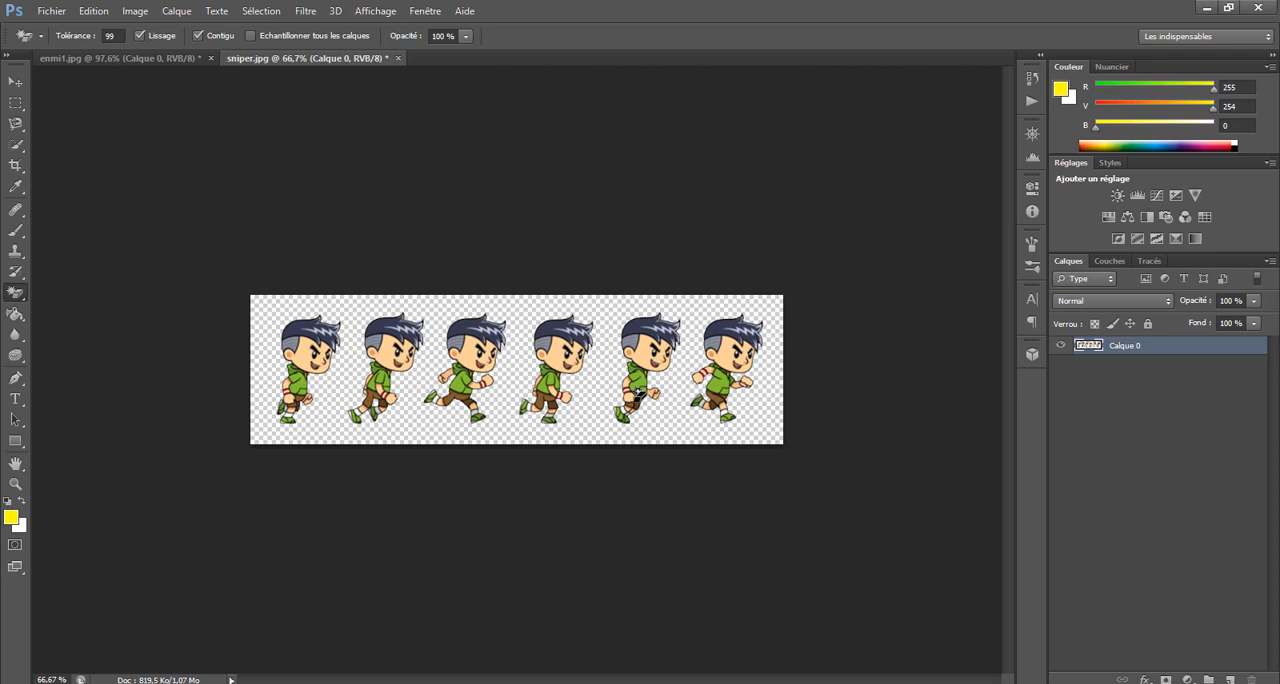 Ps Fichier Edition Image Calque Texte Sélection Filtre 3D Affichage Fenêtre Aide
Tolérance : 99 Lissage Contigu Echantillonner tous les calques Opacité : 100 % Les indispensables
enmi1.jpg @ 97,6% (Calque 0, RVB/8) * × sniper.jpg @ 66,7% (Calque 0, RVB/8) * ×
Couleur Nuancier
R 255
V 254
B 0
Réglages Styles
Ajouter un réglage
Calques Couches Tracés
Type
Normal Opacité : 100 %
Verrou : Fond : 100 %
Calque 0
66,67 % Doc : 819,5 Ko/1,07 Mo